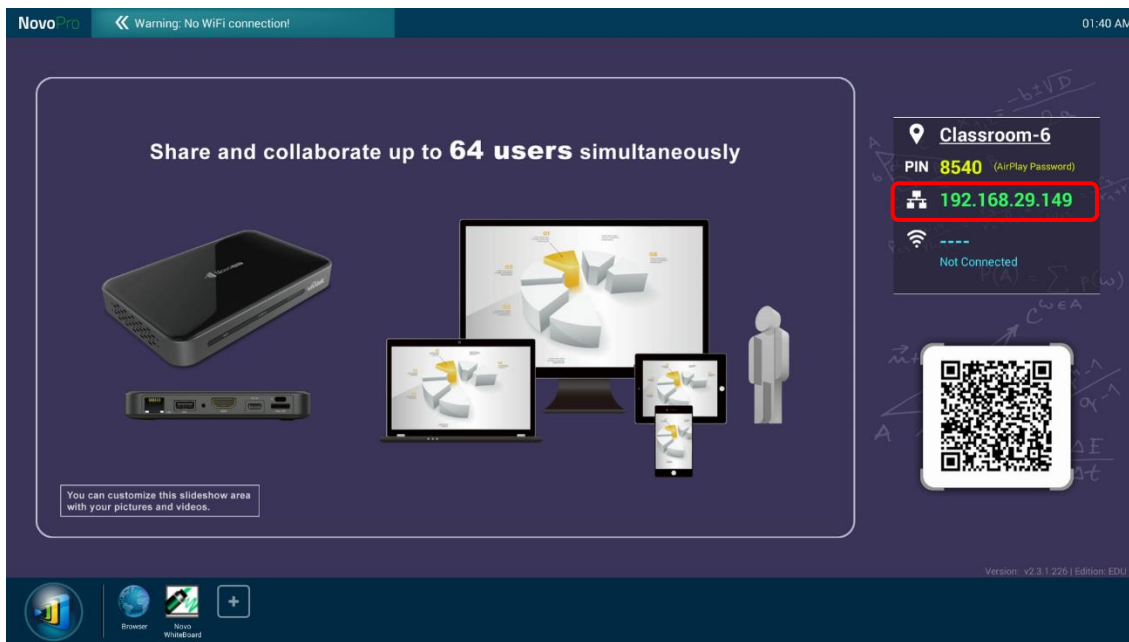 NovoPro
Warning: No WiFi connection!
01:40 AM
Share and collaborate up to 64 users simultaneously
You can customize this slideshow area
with your pictures and videos.
Classroom-6
PIN 8540 (AirPlay Password)
192.168.29.149
----
Not Connected
Version: v2.3.1.226 | Edition: EDU
Browser
Novo
WhiteBoard